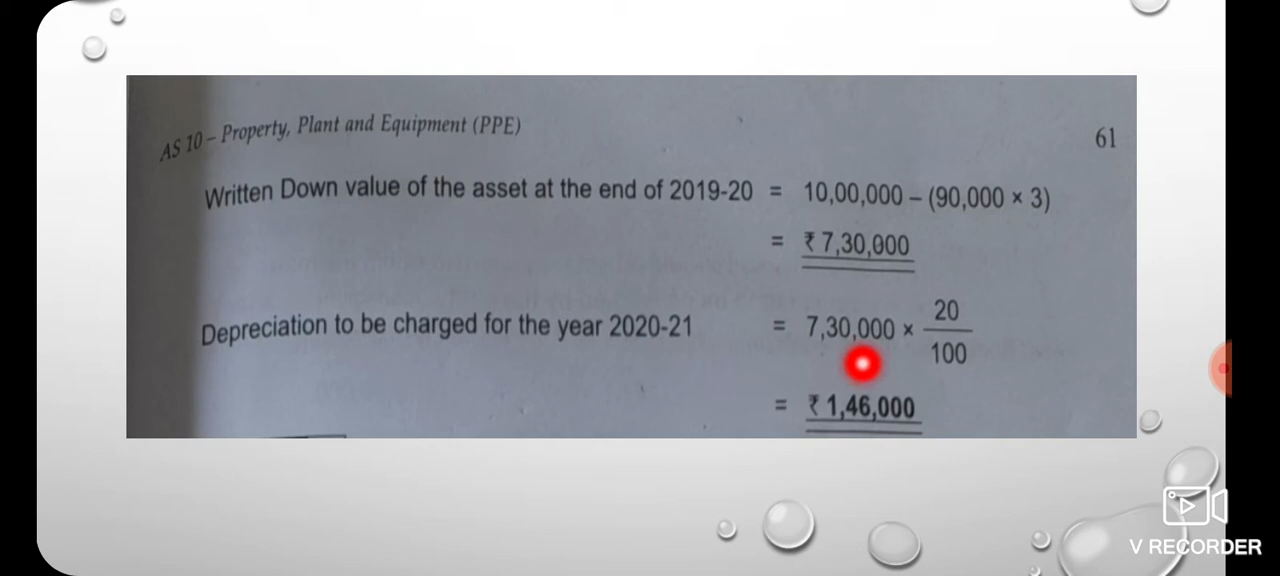 AS 10 – Property, Plant and Equipment (PPE)
61
Written Down value of the asset at the end of 2019-20 = 10,00,000 – (90,000 × 3)
= ₹ 7,30,000
Depreciation to be charged for the year 2020-21 = 7,30,000 × 20/100
= ₹ 1,46,000
V RECORDER